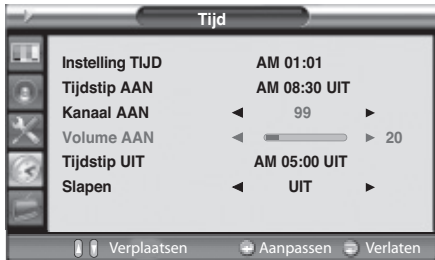 Tijd
Instelling TIJD AM 01:01
Tijdstip AAN AM 08:30 UIT
Kanaal AAN 99
Volume AAN 20
Tijdstip UIT AM 05:00 UIT
Slapen UIT
Verplaatsen Aanpassen Verlaten